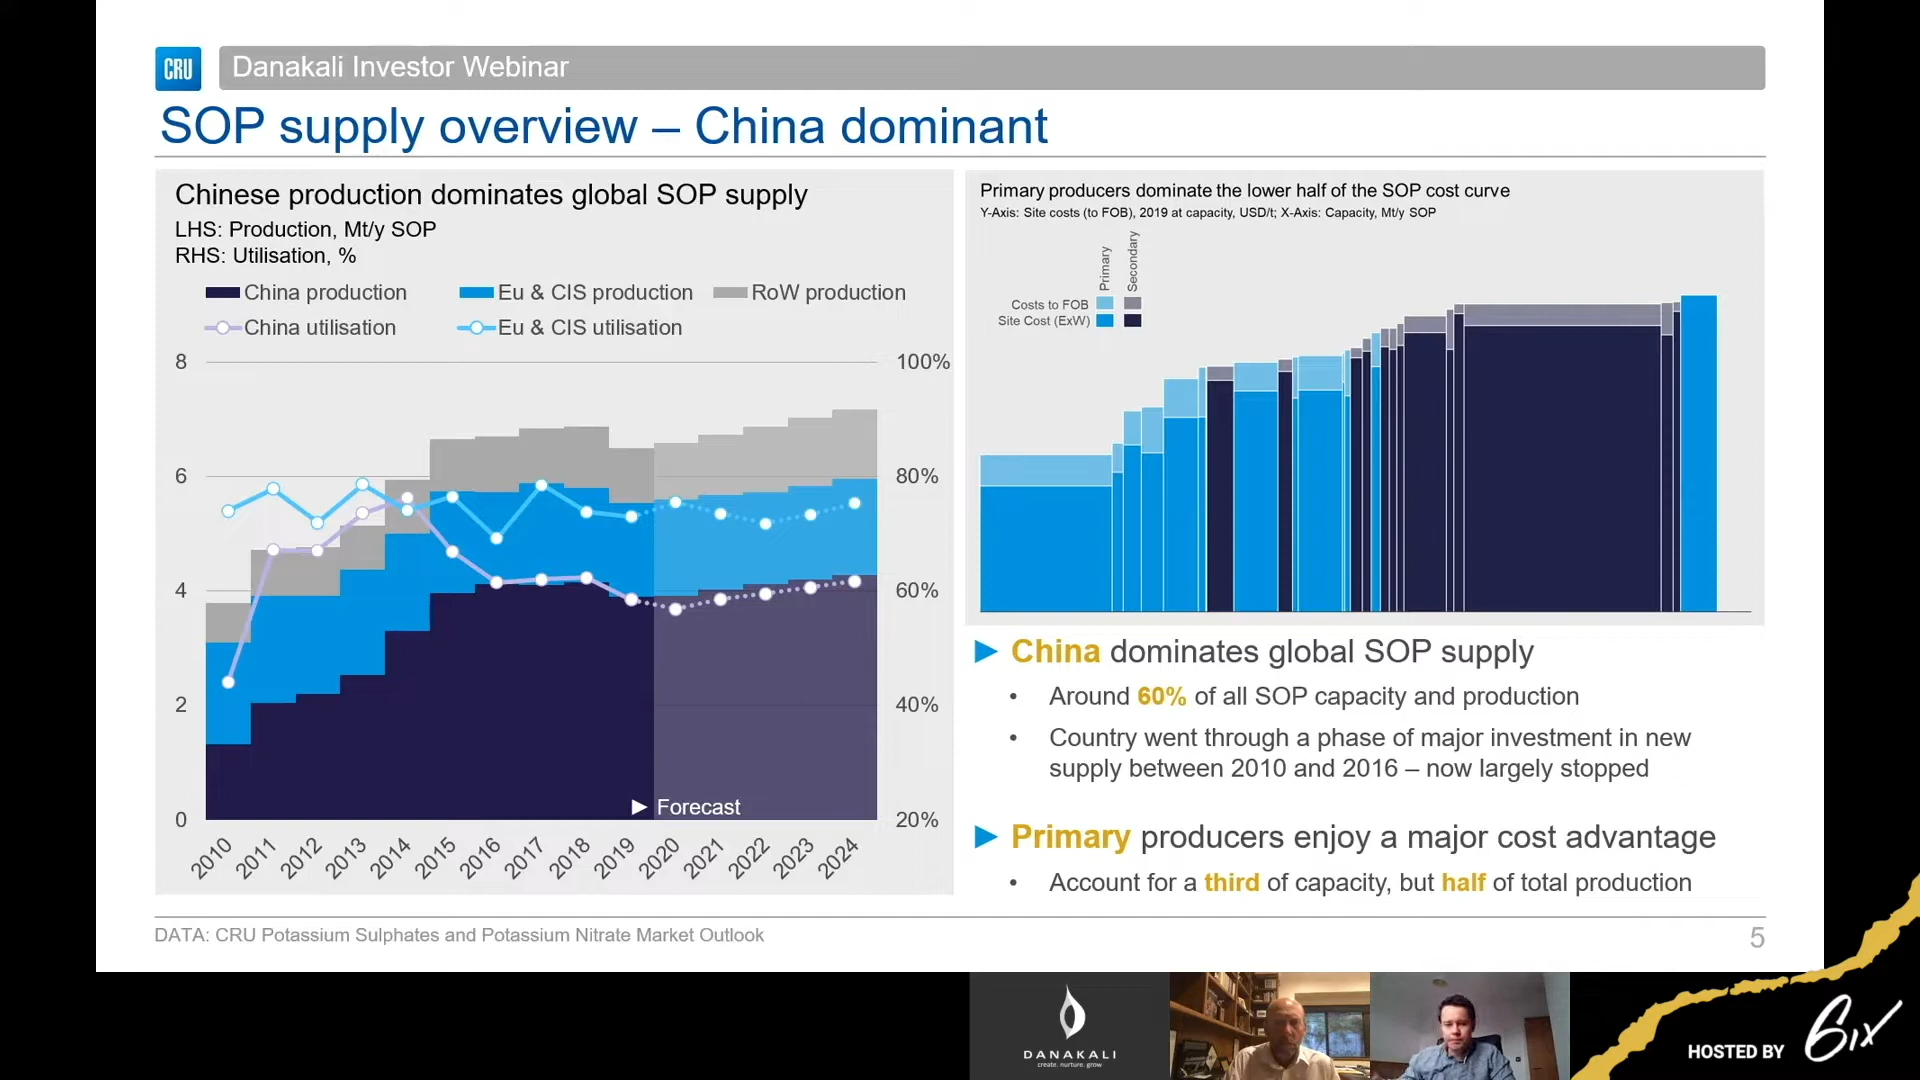 CRU
Danakali Investor Webinar
SOP supply overview – China dominant
Chinese production dominates global SOP supply
LHS: Production, Mt/y SOP
RHS: Utilisation, %
China production
Eu & CIS production
RoW production
China utilisation
Eu & CIS utilisation
8
100%
6
80%
4
60%
2
40%
0
20%
► Forecast
2010
2011
2012
2013
2014
2015
2016
2017
2018
2019
2020
2021
2022
2023
2024
Primary producers dominate the lower half of the SOP cost curve
Y-Axis: Site costs (to FOB), 2019 at capacity, USD/t; X-Axis: Capacity, Mt/y SOP
Primary
Secondary
Costs to FOB
Site Cost (ExW)
► China dominates global SOP supply
• Around 60% of all SOP capacity and production
• Country went through a phase of major investment in new
supply between 2010 and 2016 – now largely stopped
► Primary producers enjoy a major cost advantage
• Account for a third of capacity, but half of total production
DATA: CRU Potassium Sulphates and Potassium Nitrate Market Outlook
5
DANAKALI
create. nurture. grow
HOSTED BY
6ix